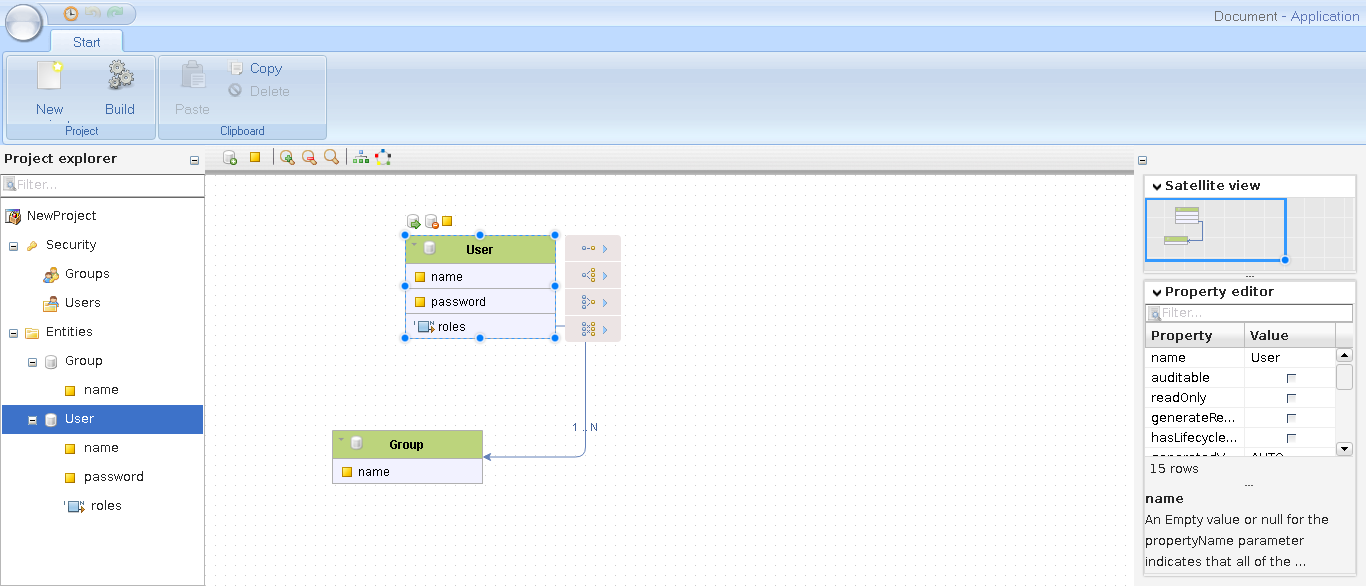 Document - Application
Start
New
Build
Paste
Copy
Delete
Project
Clipboard
Project explorer
Filter...
NewProject
Security
Groups
Users
Entities
Group
name
User
name
password
roles
User
name
password
roles
1 .. N
Group
name
Satellite view
Property editor
Filter...
Property Value
name User
auditable
readOnly
generateRe...
hasLifecycle...
15 rows
name
An Empty value or null for the
propertyName parameter
indicates that all of the ...